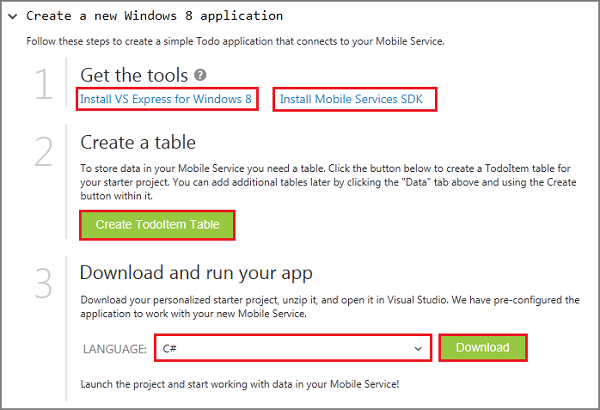 Create a new Windows 8 application
Follow these steps to create a simple Todo application that connects to your Mobile Service.
1
Get the tools ?
Install VS Express for Windows 8 Install Mobile Services SDK
2
Create a table
To store data in your Mobile Service you need a table. Click the button below to create a TodoItem table for
your starter project. You can add additional tables later by clicking the "Data" tab above and using the Create
button within it.
Create TodoItem Table
3
Download and run your app
Download your personalized starter project, unzip it, and open it in Visual Studio. We have pre-configured the
application to work with your new Mobile Service.
LANGUAGE: C# Download
Launch the project and start working with data in your Mobile Service!